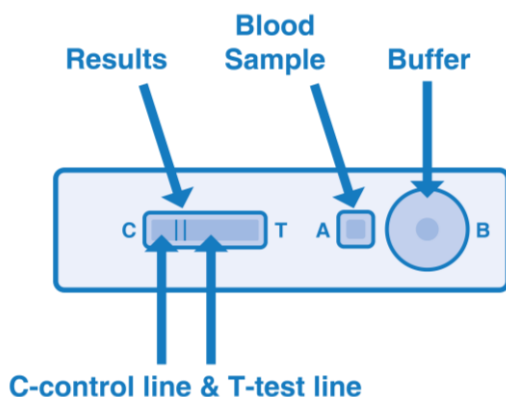 Blood
Results Sample Buffer
C T A B
C-control line & T-test line